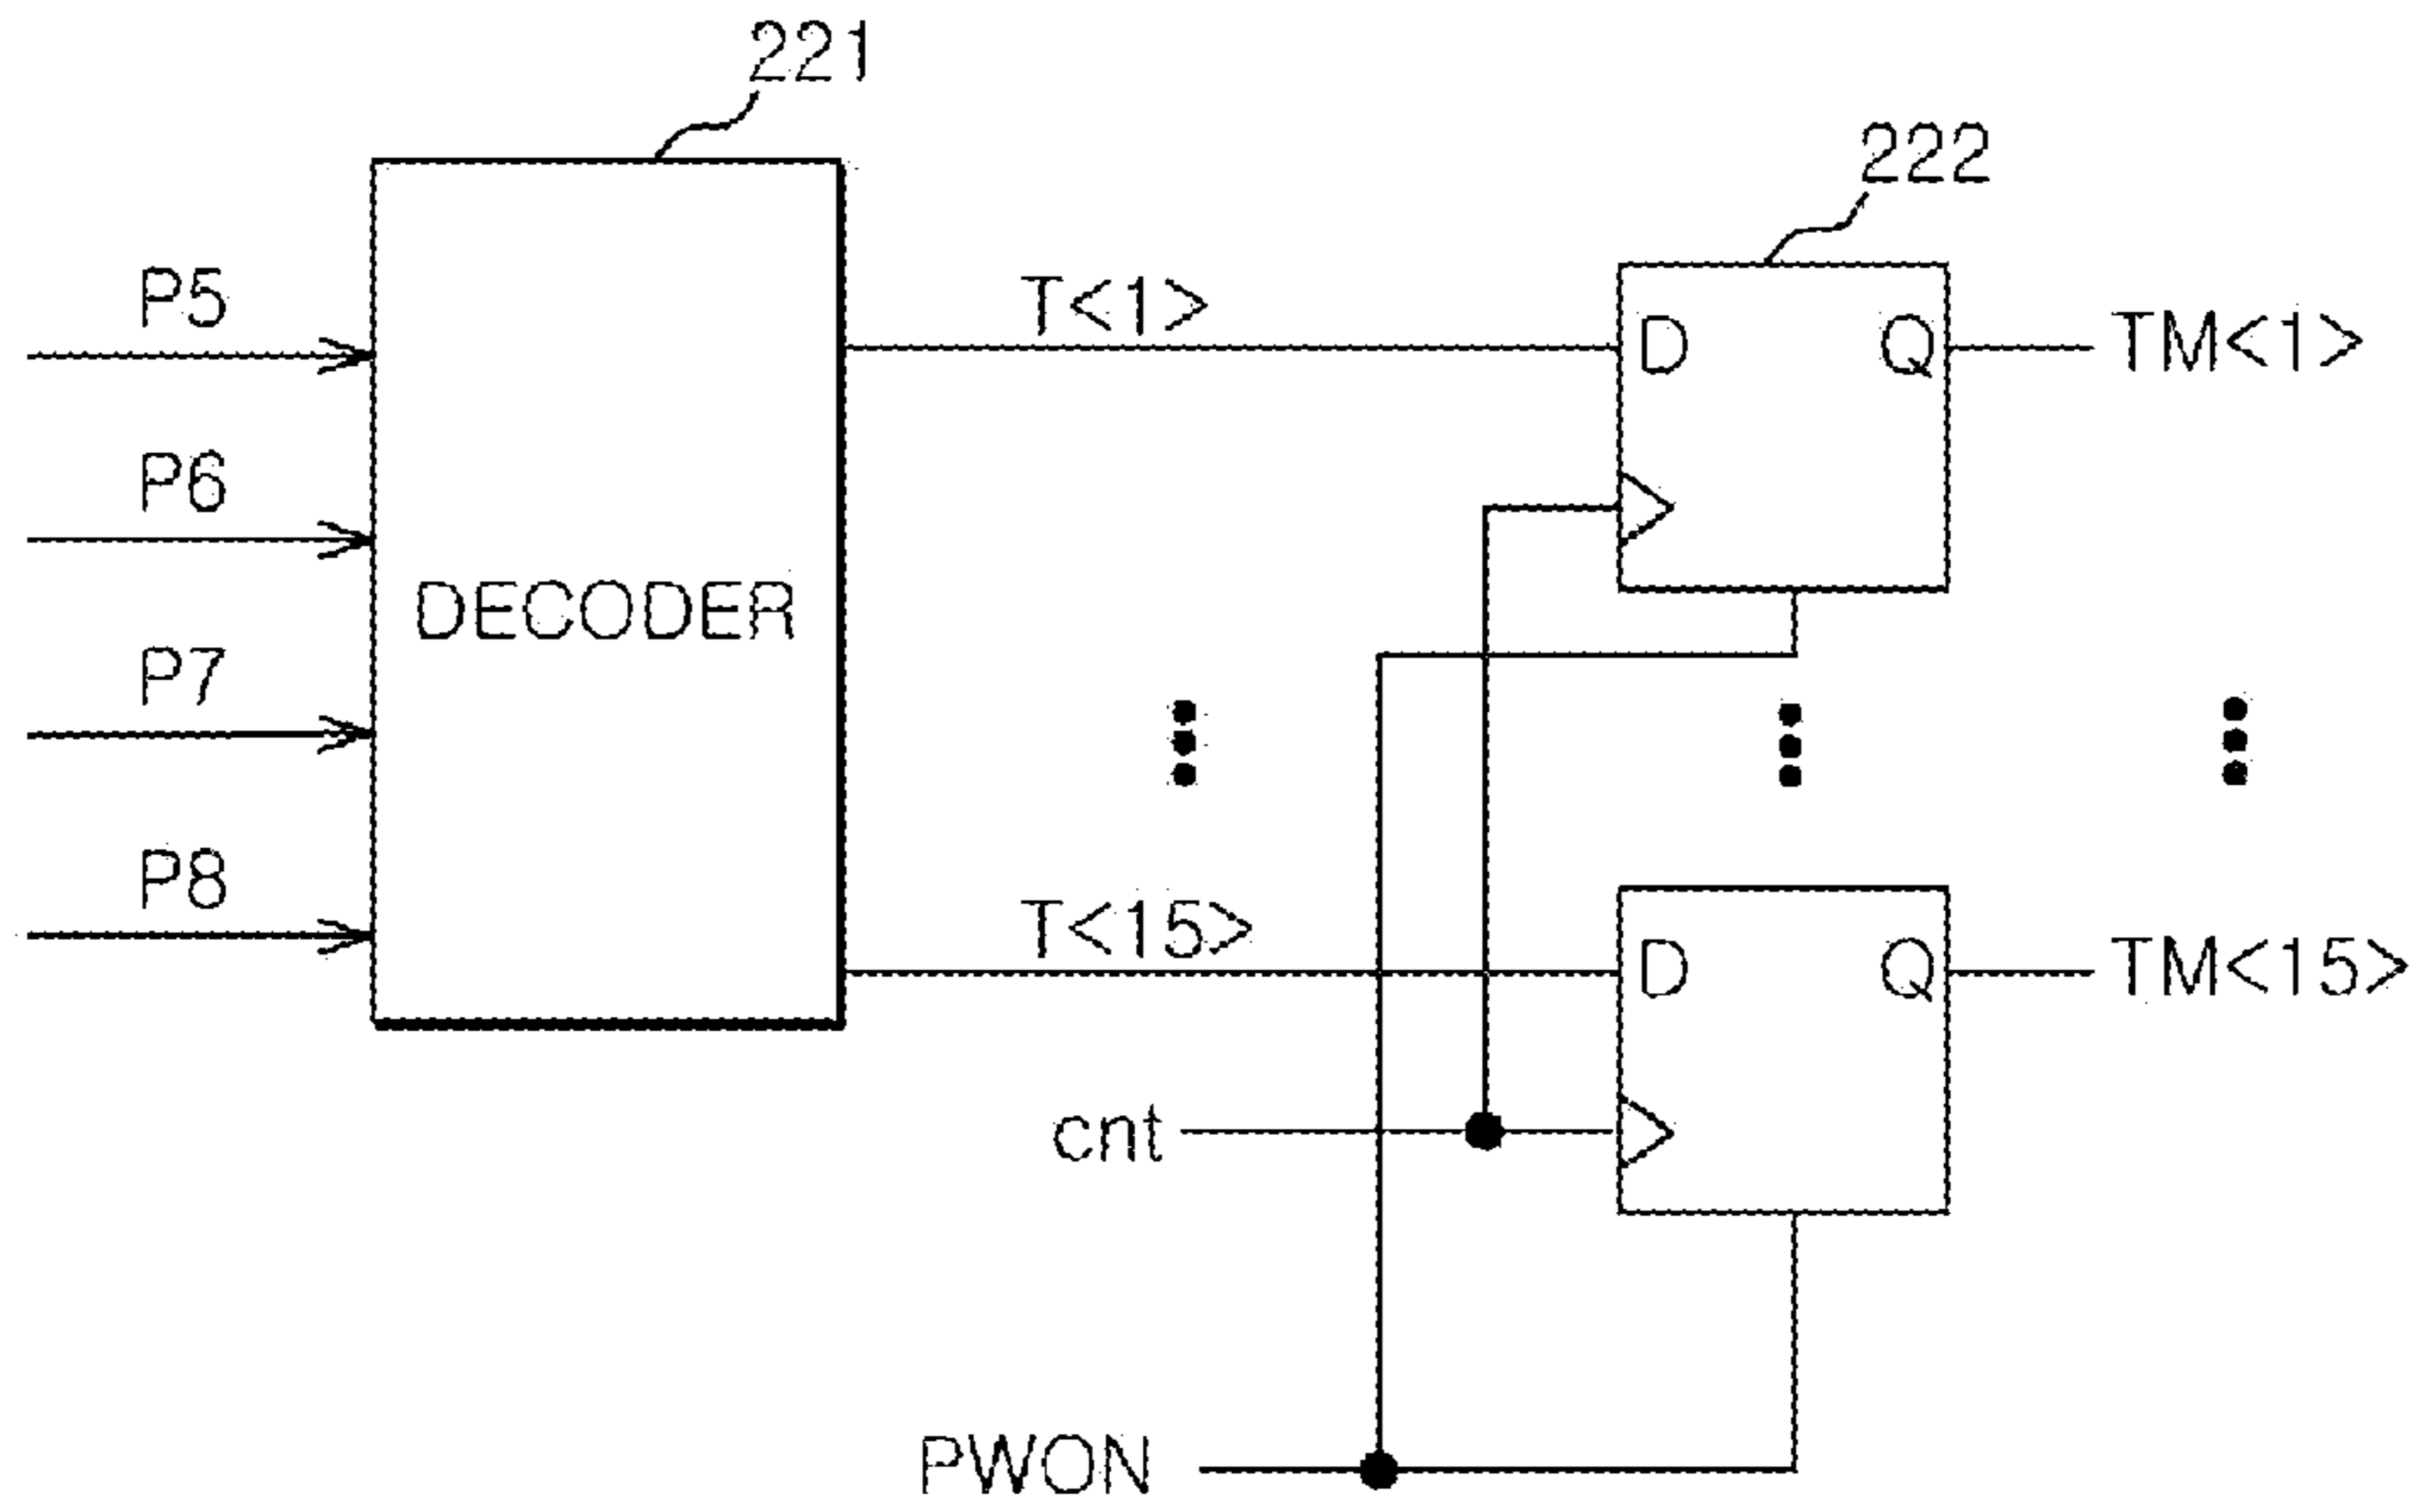 221
222
P5
T<1>
D
Q
TM<1>
P6
DECODER
P7
P8
T<15>
D
Q
TM<15>
cnt
PWON